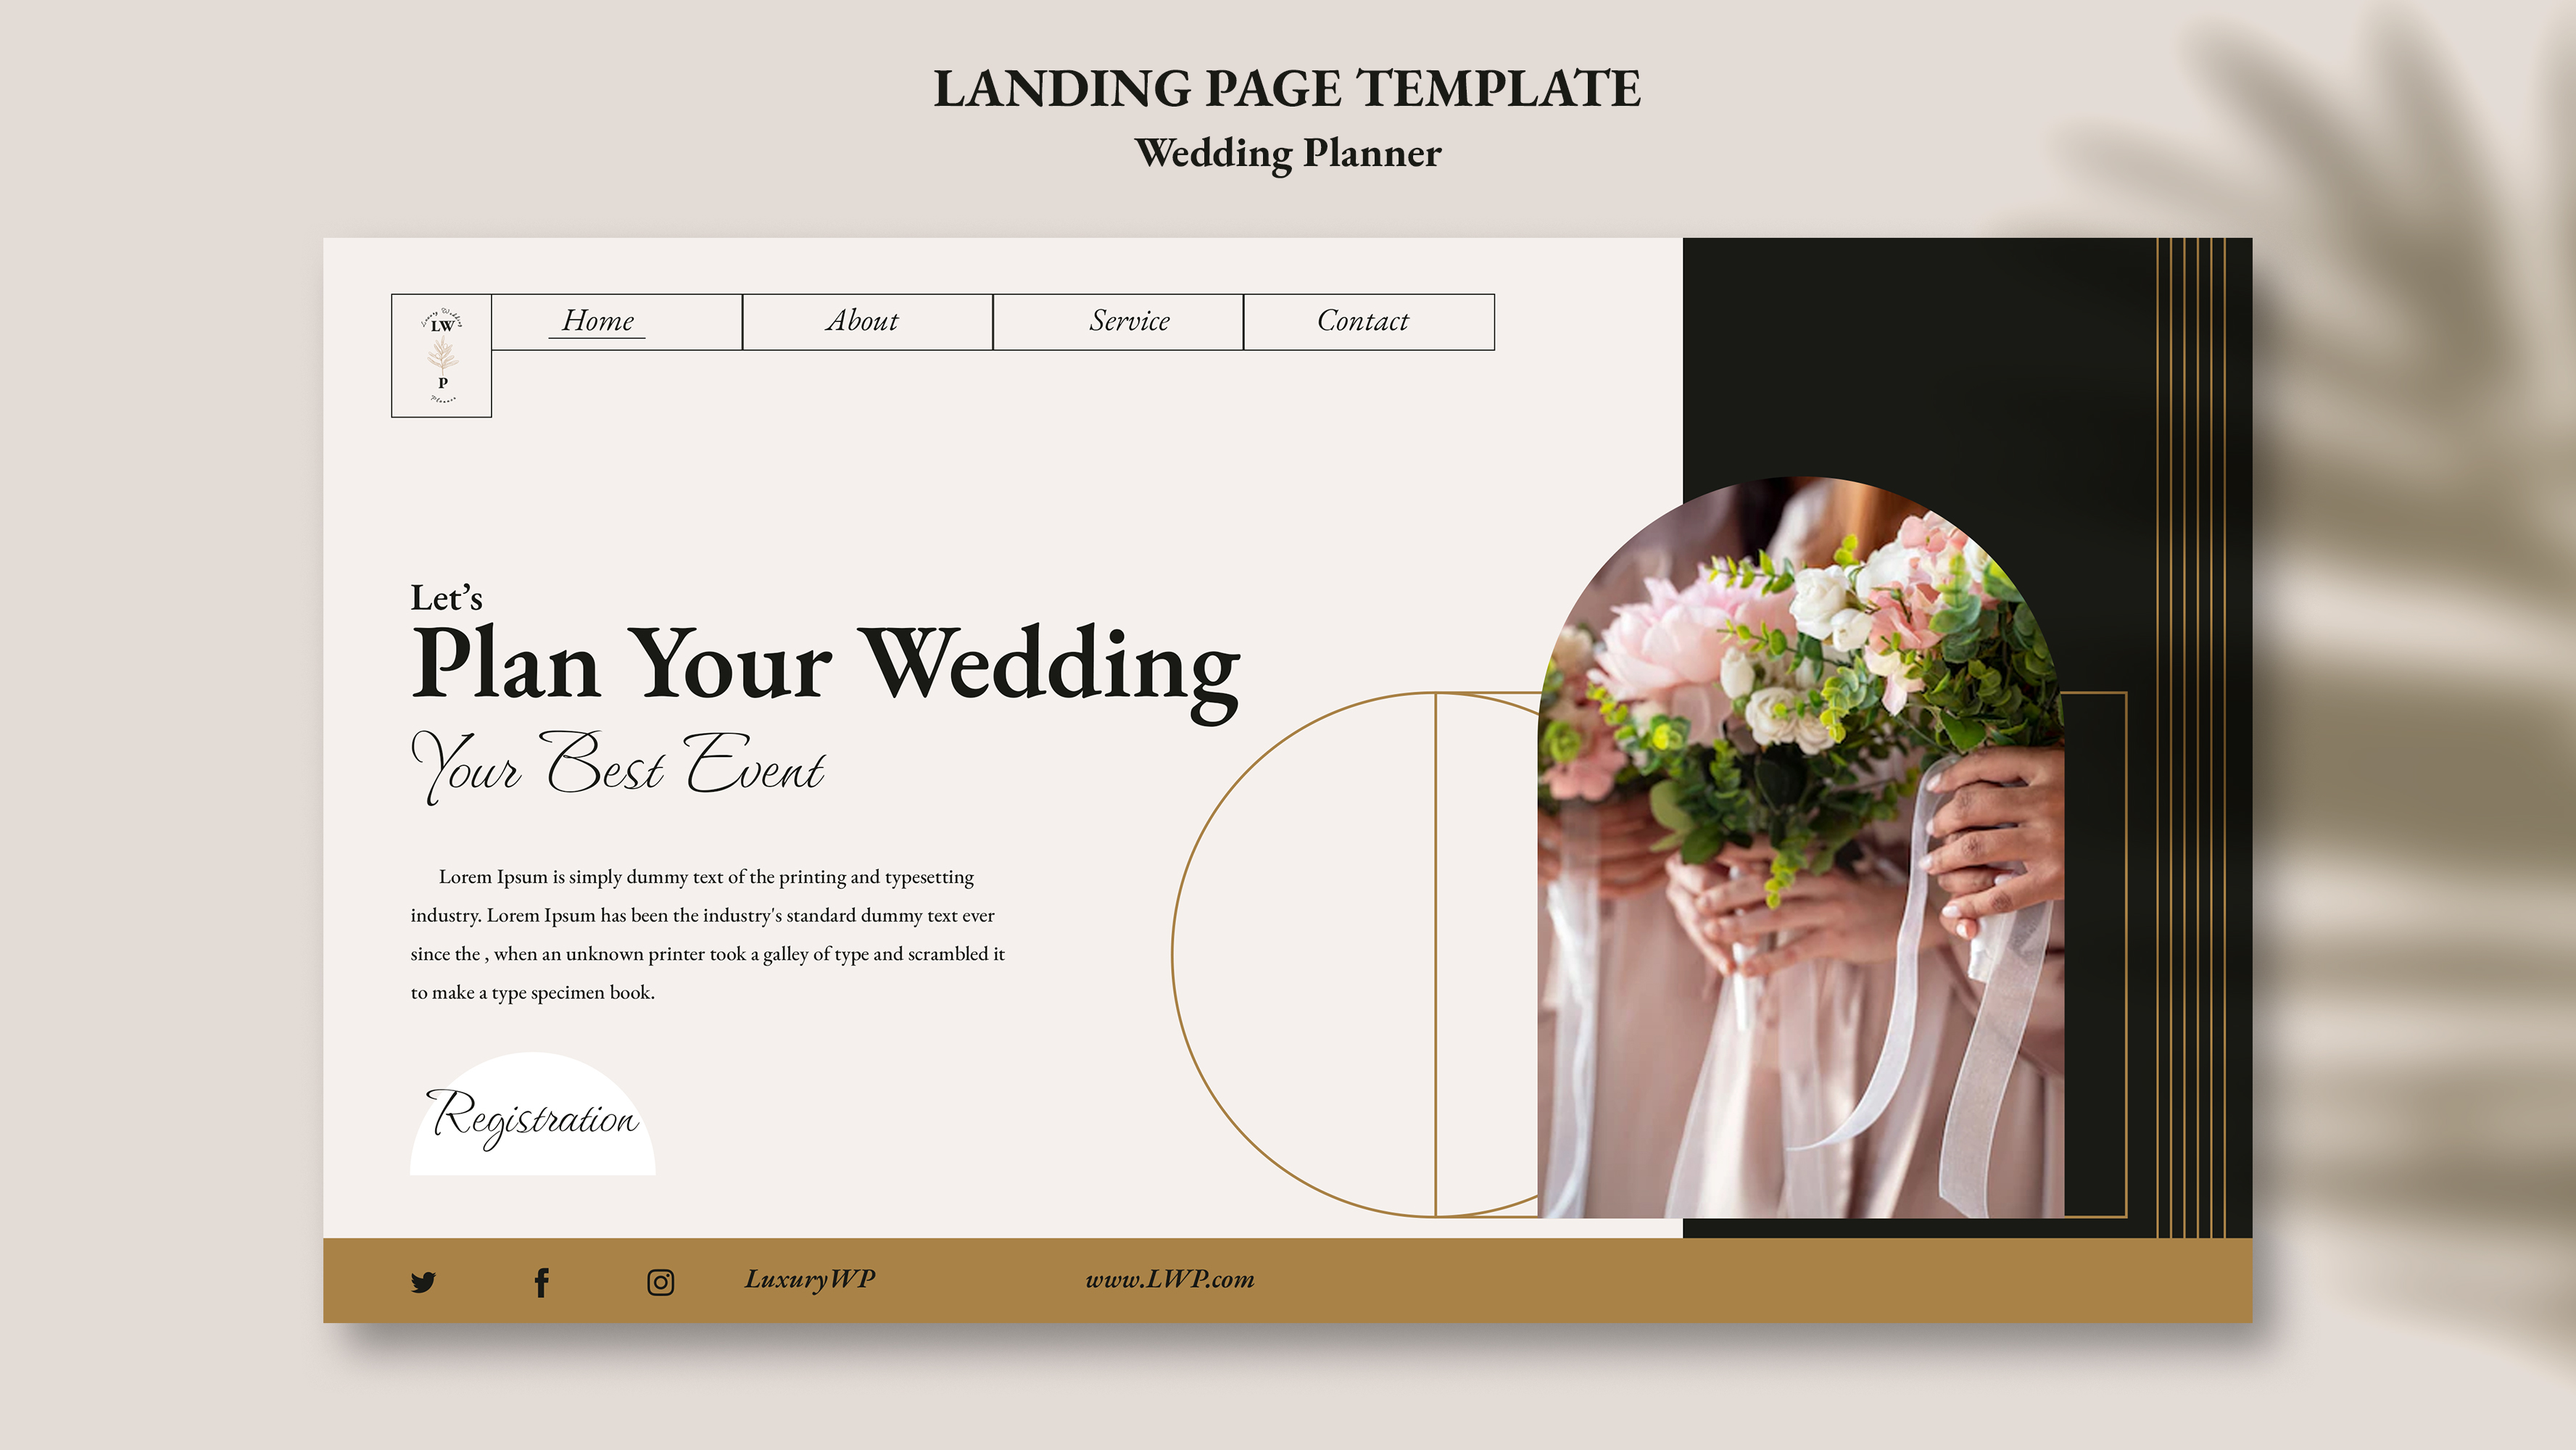 LANDING PAGE TEMPLATE
Wedding Planner
Luxury Wedding
LW
P
Planner
Home
About
Service
Contact
Let’s
Plan Your Wedding
Your Best Event
Lorem Ipsum is simply dummy text of the printing and typesetting
industry. Lorem Ipsum has been the industry's standard dummy text ever
since the , when an unknown printer took a galley of type and scrambled it
to make a type specimen book.
Registration
LuxuryWP
www.LWP.com